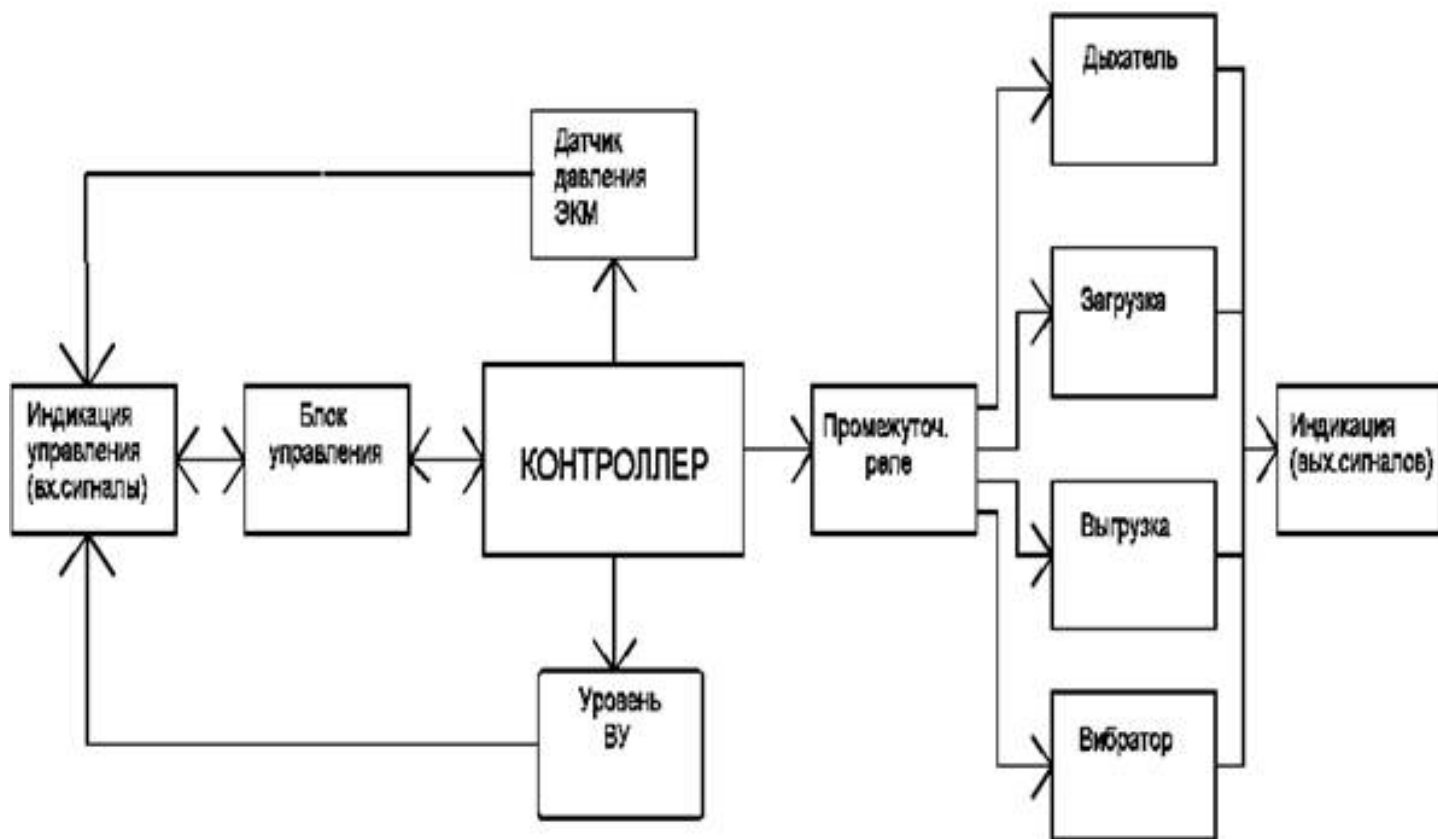 Дыхатель
Датчик
давления
ЭКМ
Загрузка
Индикация
управления
(вх.сигналы)
Блок
управления
КОНТРОЛЛЕР
Промежуточ.
реле
Индикация
(вых.сигналов)
Выгрузка
Уровень
ВУ
Вибратор